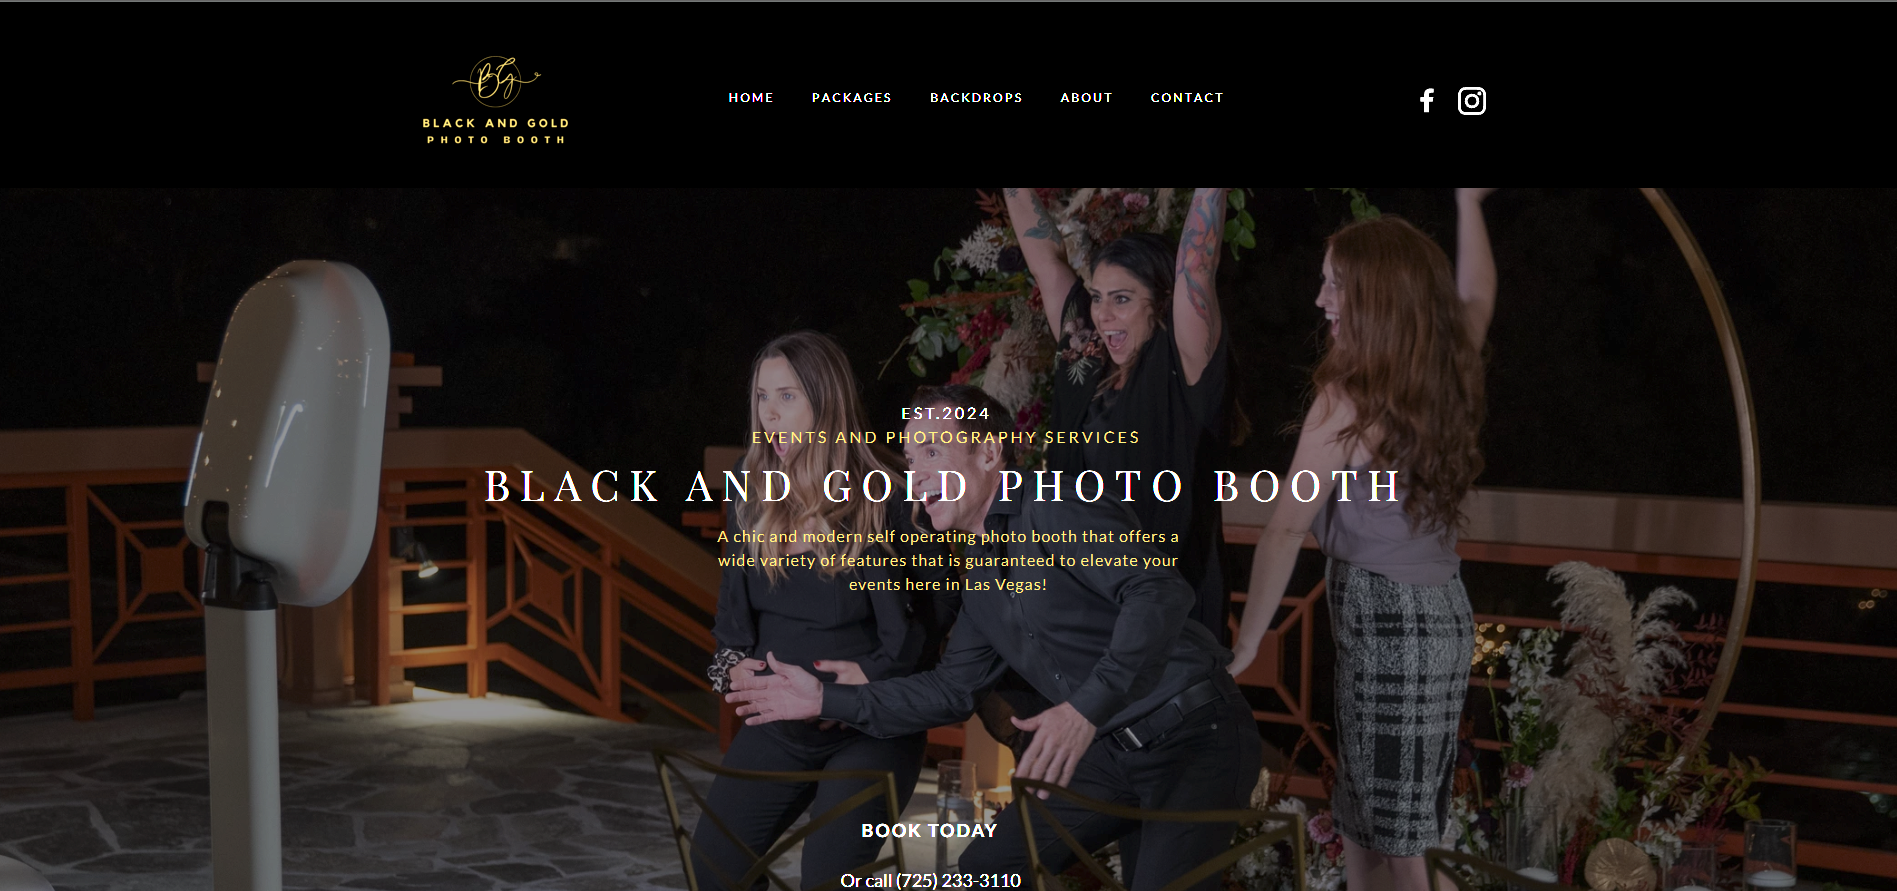 BG
BLACK AND GOLD
PHOTO BOOTH
HOME PACKAGES BACKDROPS ABOUT CONTACT
EST.2024
EVENTS AND PHOTOGRAPHY SERVICES
BLACK AND GOLD PHOTO BOOTH
A chic and modern self operating photo booth that offers a
wide variety of features that is guaranteed to elevate your
events here in Las Vegas!
BOOK TODAY
Or call (725) 233-3110